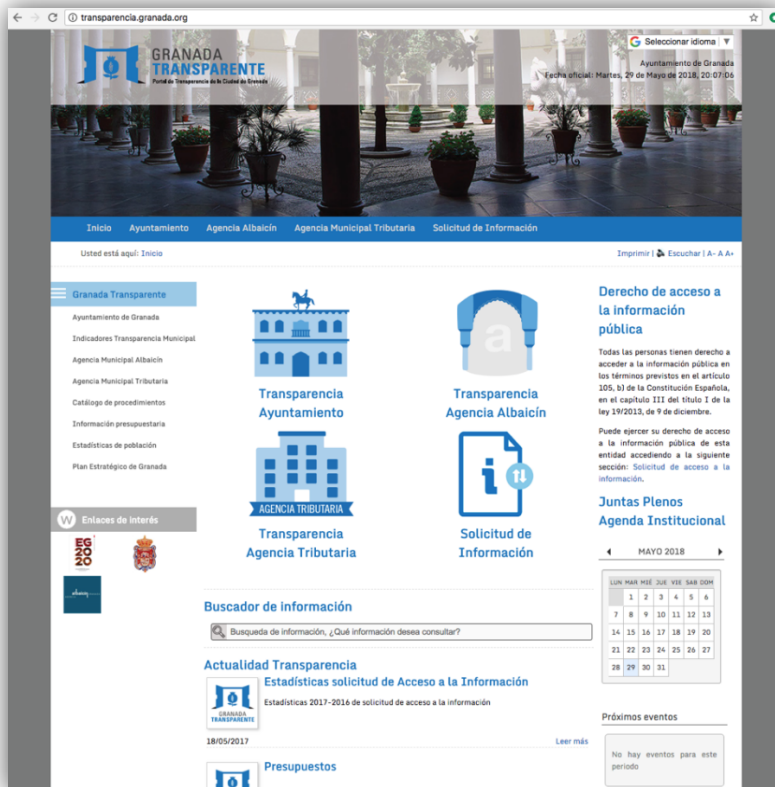 transparencia.granada.org
GRANADA
TRANSPARENTE
Portal de Transparencia de la Ciudad de Granada
Seleccionar idioma
Ayuntamiento de Granada
Fecha oficial: Martes, 29 de Mayo de 2018, 20:07:06
Inicio Ayuntamiento Agencia Albaicín Agencia Municipal Tributaria Solicitud de Información
Usted está aquí: Inicio
Imprimir | Escuchar | A- A A+
Granada Transparente
Ayuntamiento de Granada
Indicadores Transparencia Municipal
Agencia Municipal Albaicín
Agencia Municipal Tributaria
Catálogo de procedimientos
Información presupuestaria
Estadísticas de población
Plan Estratégico de Granada
W Enlaces de Interés
EG
20
20
Transparencia
Ayuntamiento
a
Transparencia
Agencia Albaicín
AGENCIA TRIBUTARIA
Transparencia
Agencia Tributaria
i
Solicitud de
Información
Buscador de información
Busqueda de información, ¿Qué información desea consultar?
Actualidad Transparencia
GRANADA
TRANSPARENTE
Estadísticas solicitud de Acceso a la Información
Estadísticas 2017-2016 de solicitud de acceso a la información
18/05/2017
Leer más
Presupuestos
Derecho de acceso a
la información
pública
Todas las personas tienen derecho a
acceder a la información pública en
los términos previstos en el artículo
105, b) de la Constitución Española,
en el capítulo III del título I de la
ley 19/2013, de 9 de diciembre.
Puede ejercer su derecho de acceso
a la información pública de esta
entidad accediendo a la siguiente
sección: Solicitud de acceso a la
información.
Juntas Plenos
Agenda Institucional
MAYO 2018
LUN MAR MIÉ JUE VIE SAB DOM
1 2 3 4 5 6
7 8 9 10 11 12 13
14 15 16 17 18 19 20
21 22 23 24 25 26 27
28 29 30 31
Próximos eventos
No hay eventos para este
periodo